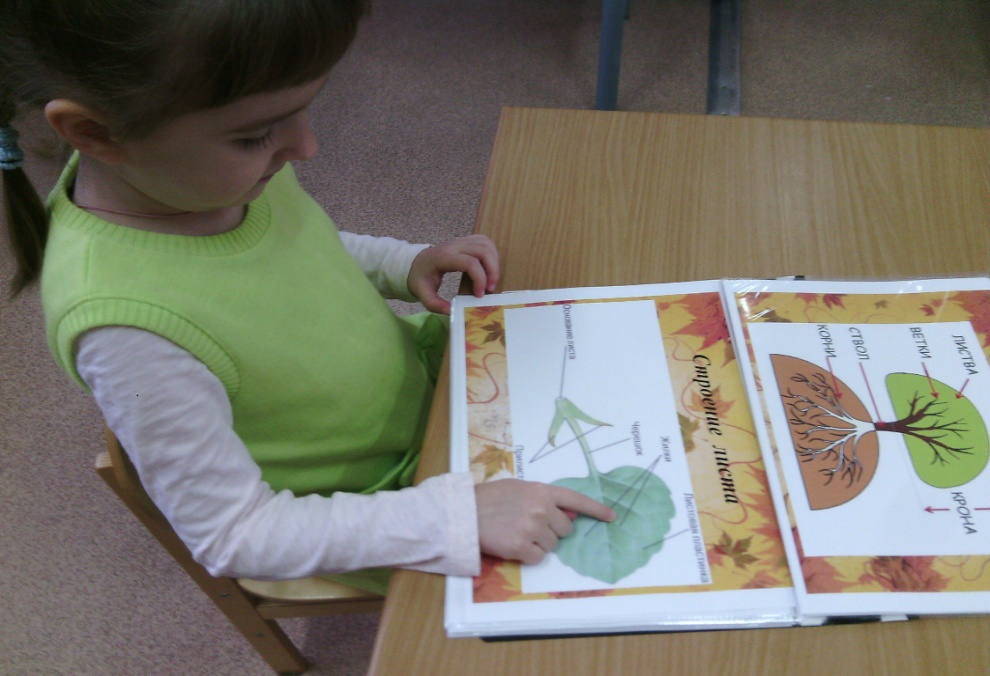 Строение листа
Основание листа
Черешок
Жилки
Листовая пластинка
ЛИСТВА
ВЕТКИ
СТВОЛ
КОРНИ
КРОНА